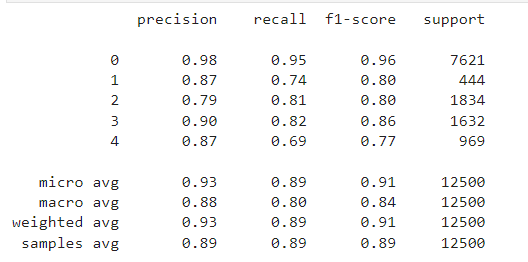 precision recall f1-score support
0 0.98 0.95 0.96 7621
1 0.87 0.74 0.80 444
2 0.79 0.81 0.80 1834
3 0.90 0.82 0.86 1632
4 0.87 0.69 0.77 969
micro avg 0.93 0.89 0.91 12500
macro avg 0.88 0.80 0.84 12500
weighted avg 0.93 0.89 0.91 12500
samples avg 0.89 0.89 0.89 12500